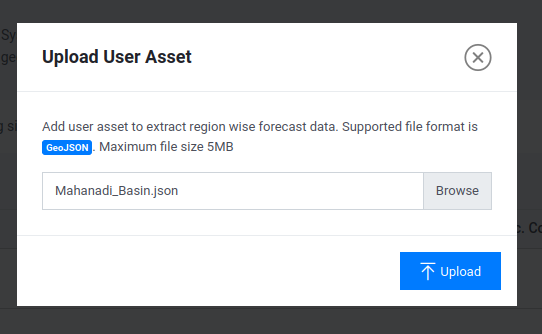 Sy
ge
Upload User Asset
g si
Add user asset to extract region wise forecast data. Supported file format is
GeoJSON . Maximum file size 5MB
Mahanadi_Basin.json Browse
c. Co
Upload